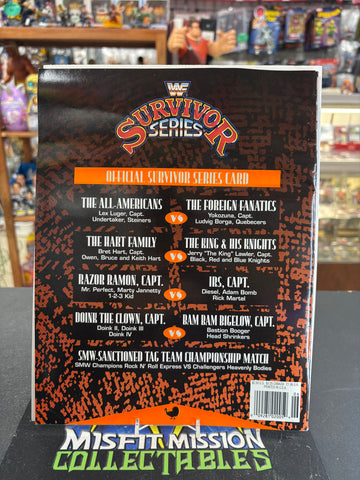 WWF
SURVIVOR
SERIES
OFFICIAL SURVIVOR SERIES CARD
THE ALL-AMERICANS
Lex Luger, Capt.
Undertaker, Steiners
VS
THE FOREIGN FANATICS
Yokozuna, Capt.
Ludvig Borga, Quebecers
THE HART FAMILY
Bret Hart, Capt.
Owen, Bruce and Keith Hart
VS
THE KING & HIS KNIGHTS
Jerry "The King" Lawler, Capt.
Black, Red and Blue Knights
RAZOR RAMON, CAPT.
Mr. Perfect, Marty Jannetty
1-2-3 Kid
VS
IRS, CAPT.
Diesel, Adam Bomb
Rick Martel
DOINK THE CLOWN, CAPT.
Doink II, Doink III
Doink IV
VS
BAM BAM BIGELOW, CAPT.
Bastion Booger
Head Shrinkers
SMW-SANCTIONED TAG TEAM CHAMPIONSHIP MATCH
SMW Champions Rock N' Roll Express VS Challengers Heavenly Bodies
MISFIT MISSION
COLLECTABLES